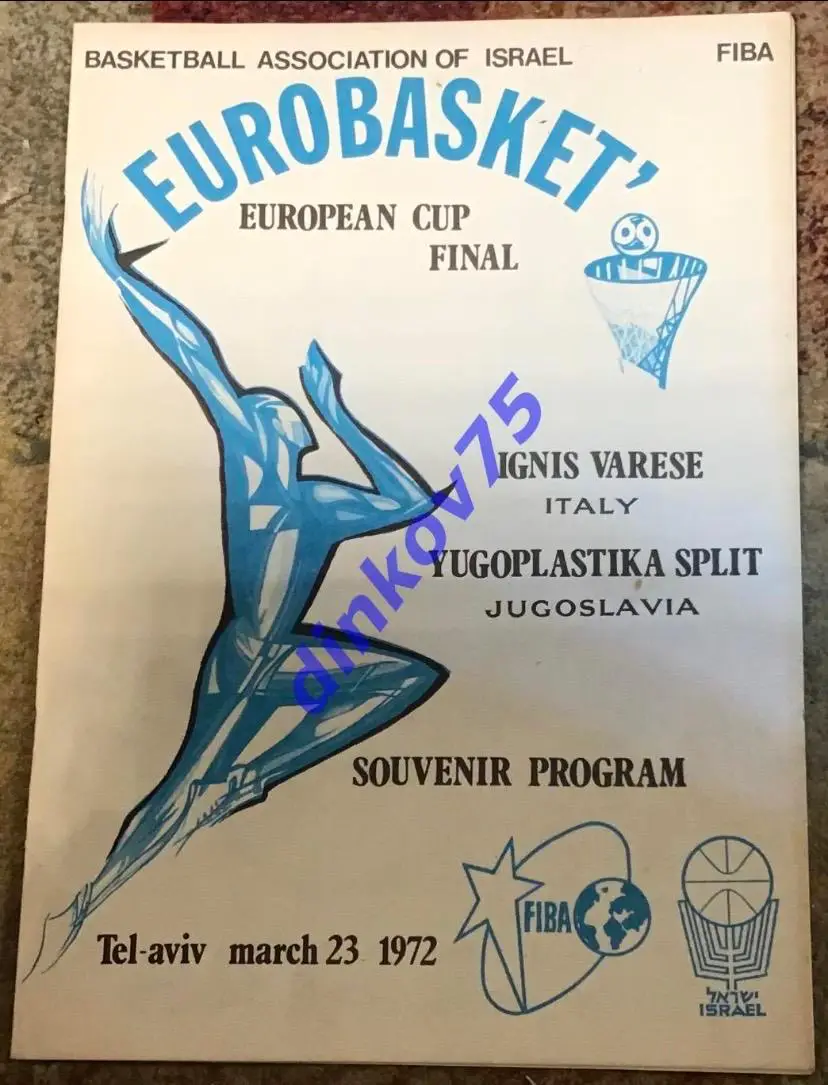 BASKETBALL ASSOCIATION OF ISRAEL FIBA
EUROBASKET'
EUROPEAN CUP
FINAL
IGNIS VARESE
ITALY
YUGOPLASTIKA SPLIT
JUGOSLAVIA
dinkov75
SOUVENIR PROGRAM
FIBA
Tel-aviv march 23 1972
ישראל
ISRAEL